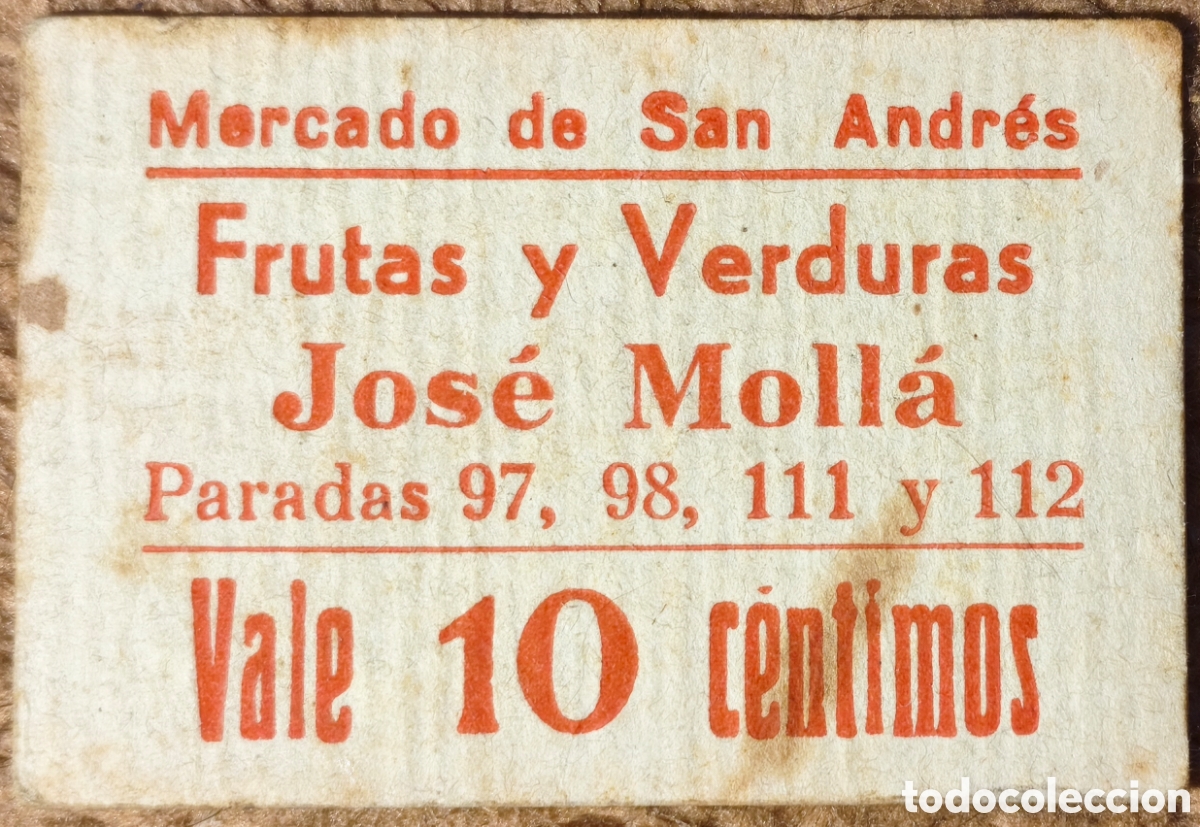 Mercado de San Andrés
Frutas y Verduras
José Mollá
Paradas 97, 98, 111 y 112
Vale 10 céntimos
todocoleccion